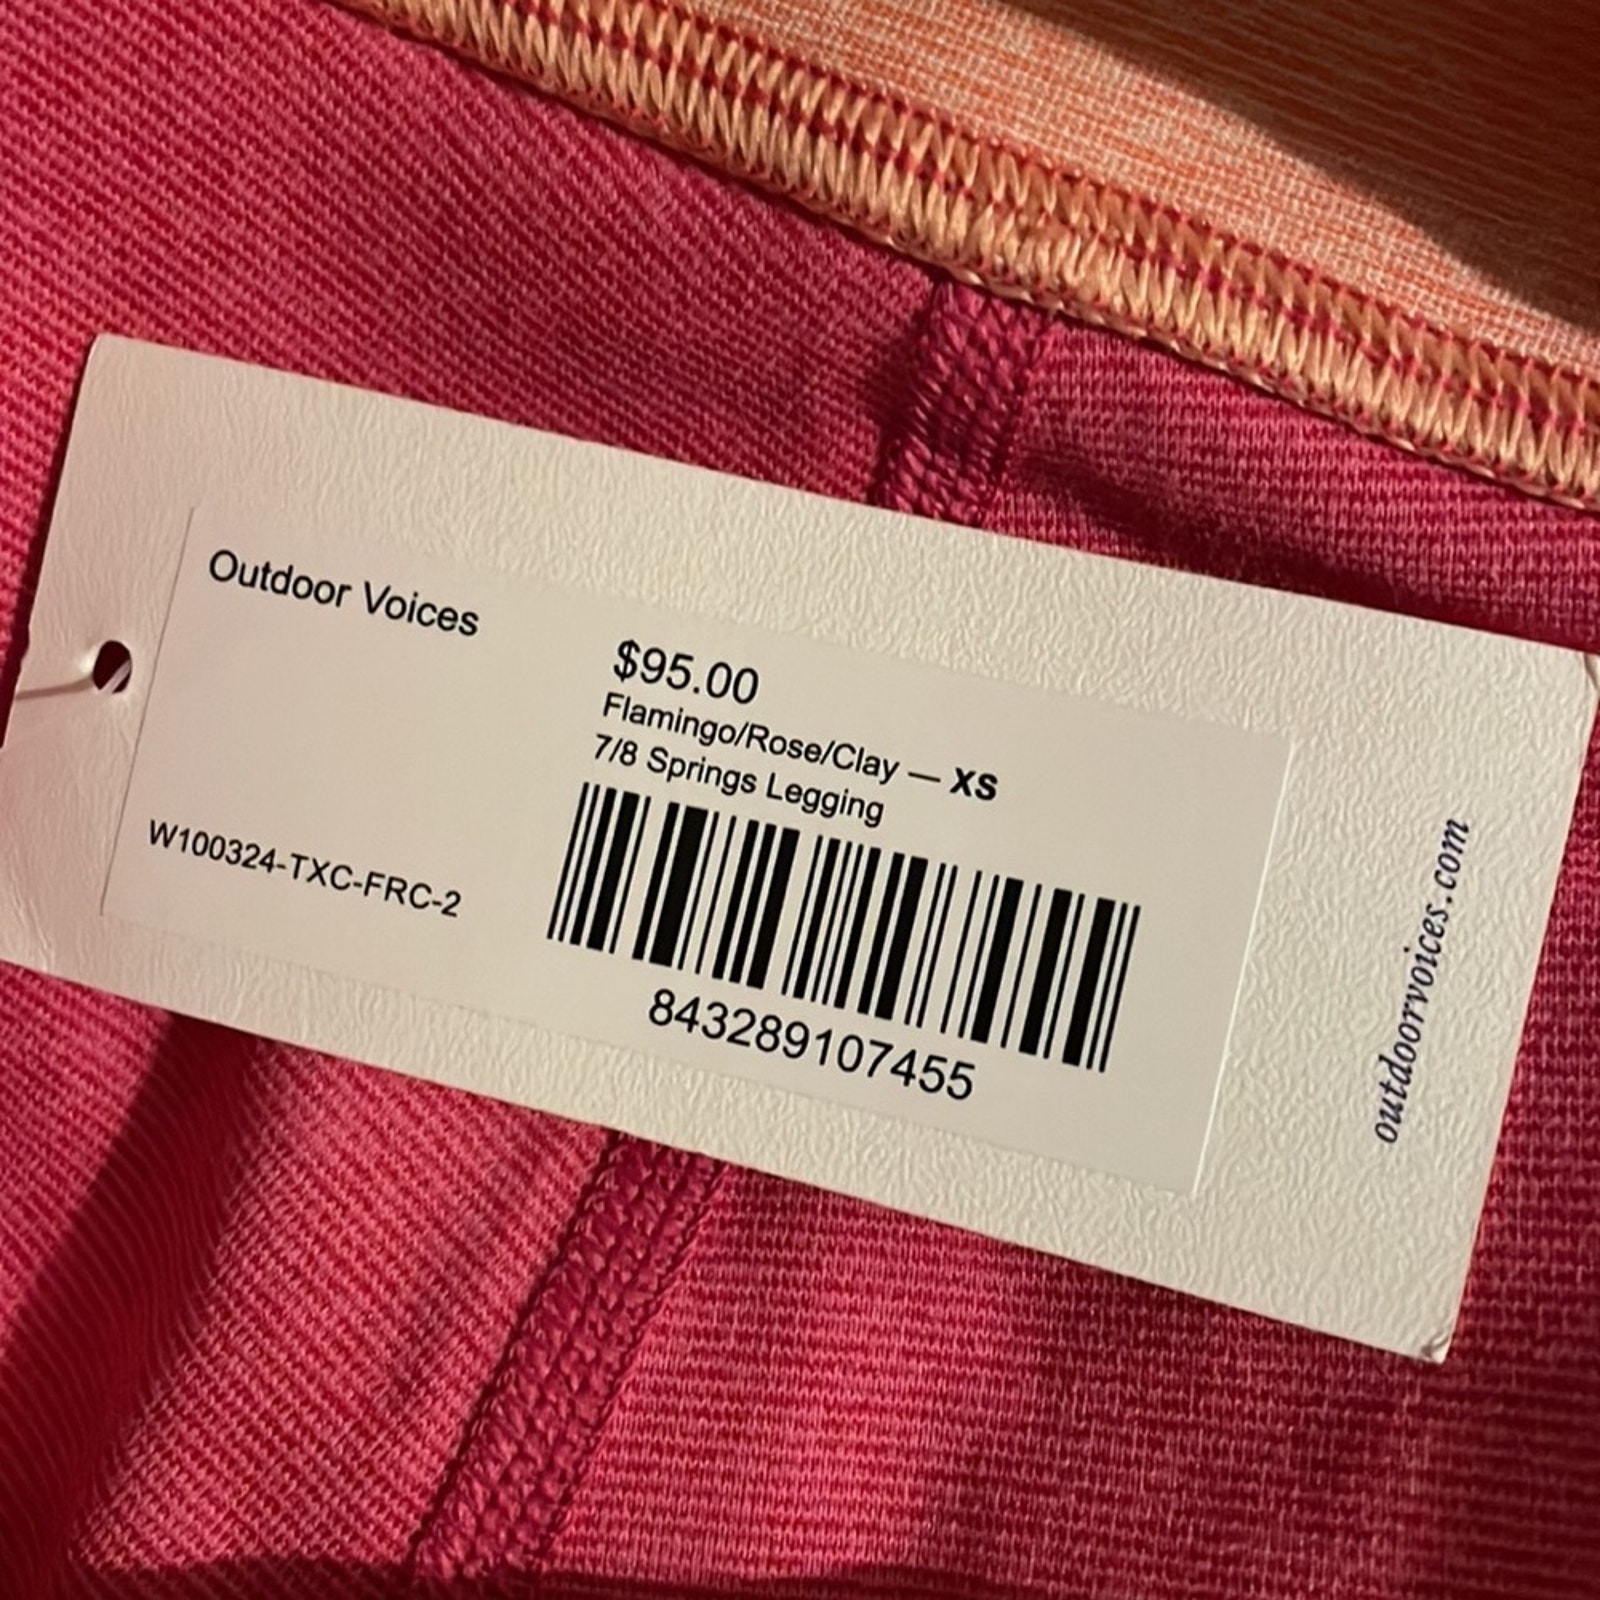 Outdoor Voices
$95.00
Flamingo/Rose/Clay — XS
7/8 Springs Legging
W100324-TXC-FRC-2
843289107455
outdoorvoices.com